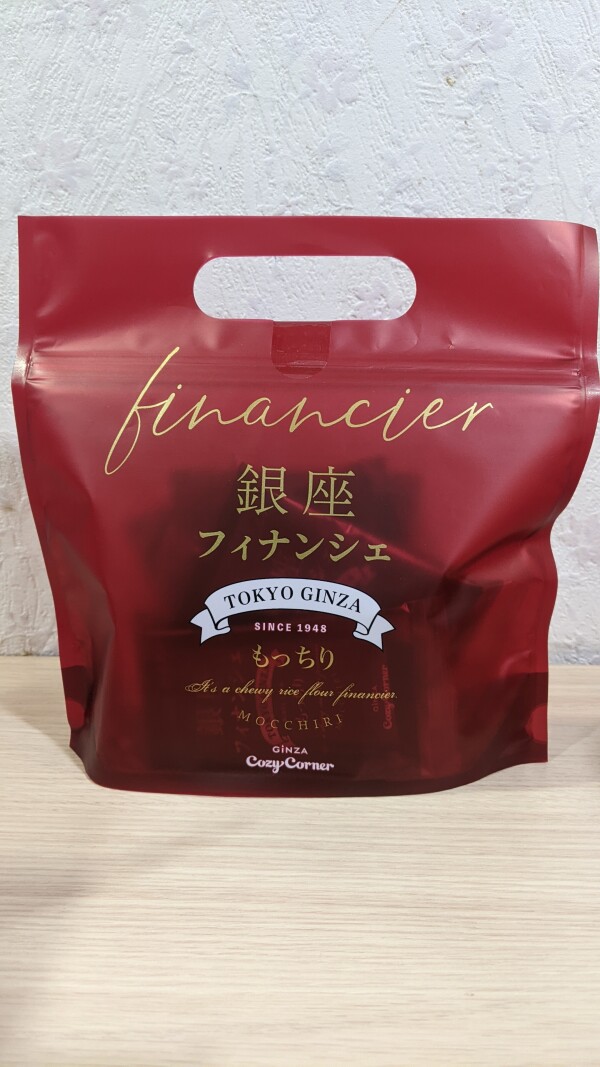 financier
銀座
フィナンシェ
TOKYO GINZA
SINCE 1948
もっちり
It's a chewy rice flour financier.
MOCCHIRI
GiNZA
Cozy Corner